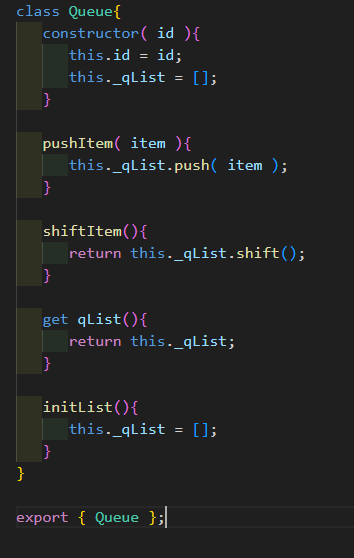 class Queue{
    constructor( id ){
        this.id = id;
        this._qList = [];
    }

    pushItem( item ){
        this._qList.push( item );
    }

    shiftItem(){
        return this._qList.shift();
    }

    get qList(){
        return this._qList;
    }

    initList(){
        this._qList = [];
    }
}

export { Queue };